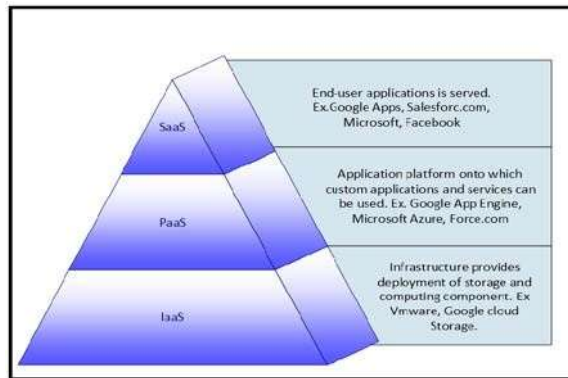 SaaS
End-user applications is served.
Ex.Google Apps, Salesforc.com,
Microsoft, Facebook
PaaS
Application platform onto which
custom applications and services can
be used. Ex. Google App Engine,
Microsoft Azure, Force.com
IaaS
Infrastructure provides
deployment of storage and
computing component. Ex
Vmware, Google cloud
Storage.